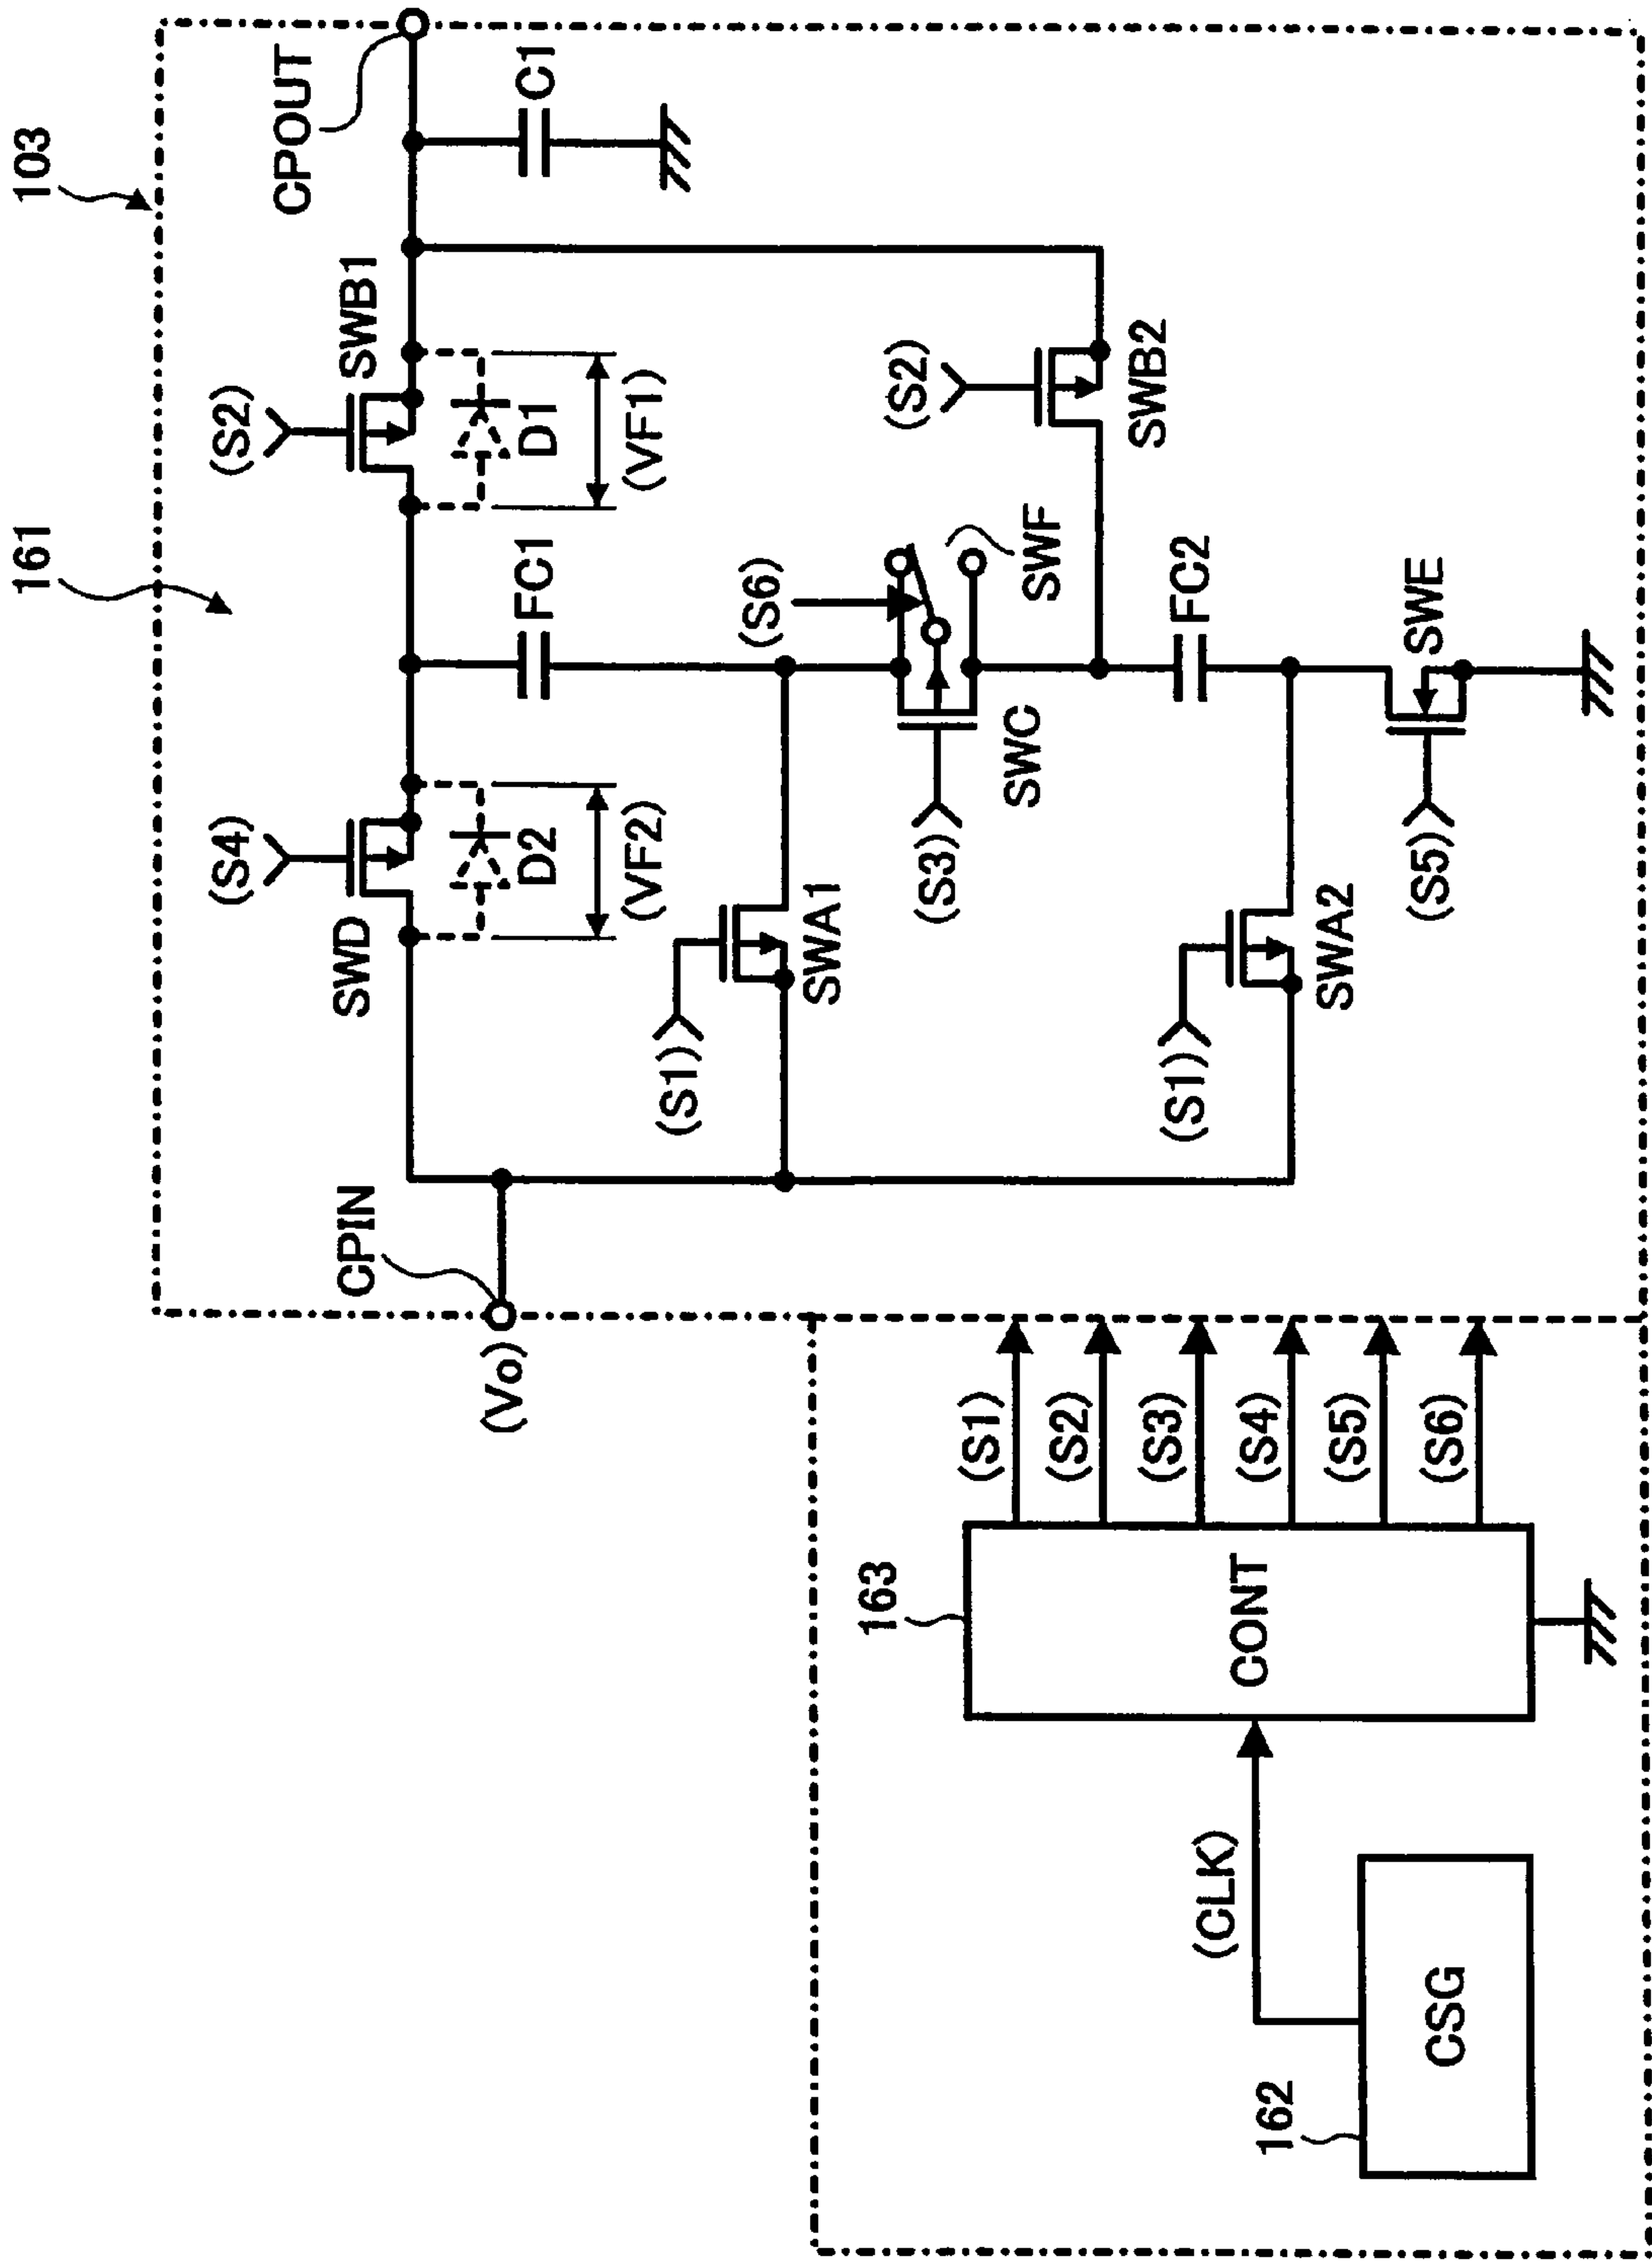 103
161
CPOUT
(S2)
SWB1
C1
D1
(VF1)
(S4)
SWD
D2
(VF2)
FC1
(S6)
SWF
(S2)
SWB2
(S3)
SWC
FC2
(S1)
SWA1
(S1)
SWA2
SWE
(S5)
CPIN
(Vo)
163
CONT
(S1)
(S2)
(S3)
(S4)
(S5)
(S6)
(CLK)
162
CSG